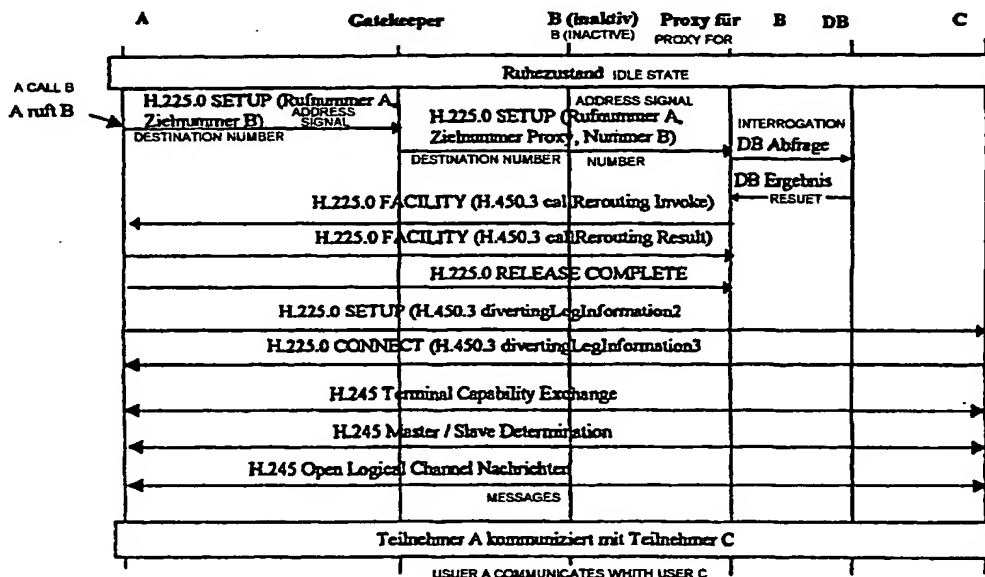 A Gatekeeper B (inaktiv) Proxy für B DB C
B (INACTIVE) PROXY FOR
Ruhezustand IDLE STATE
A CALL B
A ruft B
H.225.0 SETUP (Rufnummer A,
Zielnummer B) ADDRESS SIGNAL
DESTINATION NUMBER
ADDRESS SIGNAL
H.225.0 SETUP (Rufnummer A,
Zielnummer Proxy, Nummer B)
DESTINATION NUMBER NUMBER
INTERROGATION
DB Abfrage
DB Ergebnis
RESUET
H.225.0 FACILITY (H.450.3 callRerouting Invoke)
H.225.0 FACILITY (H.450.3 callRerouting Result)
H.225.0 RELEASE COMPLETE
H.225.0 SETUP (H.450.3 divertingLegInformation2
H.225.0 CONNECT (H.450.3 divertingLegInformation3
H.245 Terminal Capability Exchange
H.245 Master / Slave Determination
H.245 Open Logical Channel Nachrichten
MESSAGES
Teilnehmer A kommuniziert mit Teilnehmer C
USUER A COMMUNICATES WHITH USER C